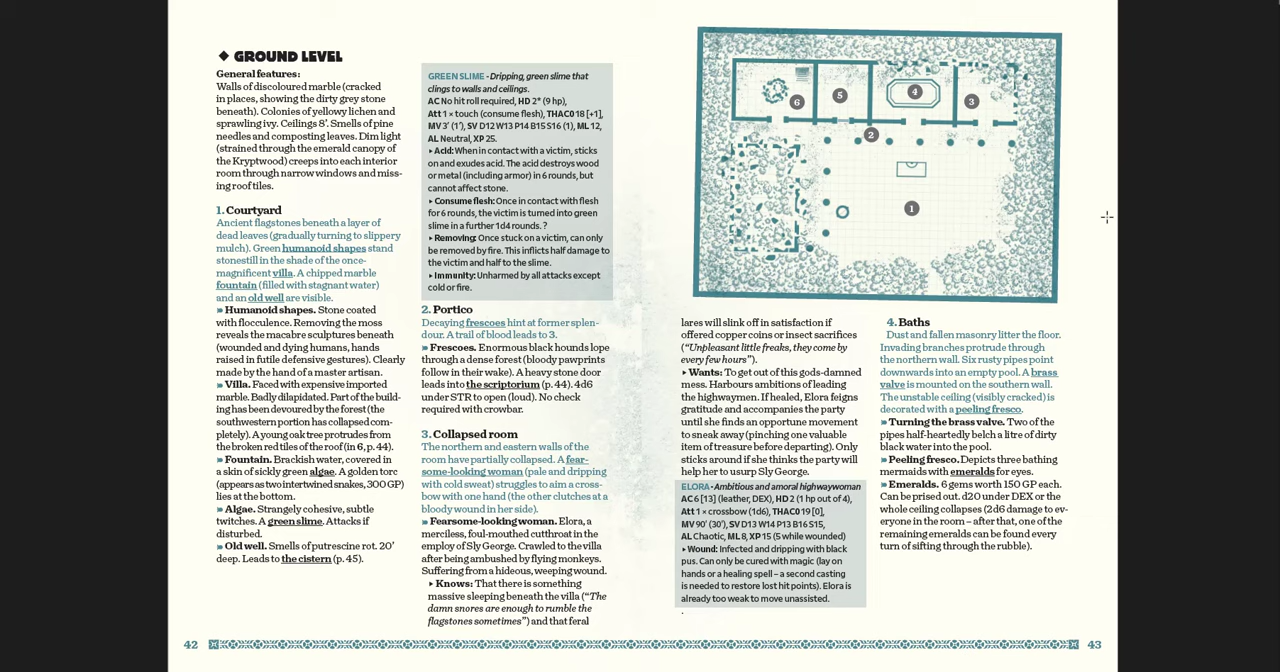 ◆ GROUND LEVEL
General features:
Walls of discoloured marble (cracked
in places, showing the dirty grey stone
beneath). Colonies of yellowy lichen and
sprawling ivy. Ceilings 8’. Smells of pine
needles and composting leaves. Dim light
(strained through the emerald canopy of
the Kryptwood) creeps into each interior
room through narrow windows and miss-
ing roof tiles.
1. Courtyard
Ancient flagstones beneath a layer of
dead leaves (gradually turning to slippery
mulch). Green humanoid shapes stand
stonestill in the shade of the once-
magnificent villa. A chipped marble
fountain (filled with stagnant water)
and an old well are visible.
» Humanoid shapes. Stone coated
with flocculence. Removing the moss
reveals the macabre sculptures beneath
(wounded and dying humans, hands
raised in futile defensive gestures). Clearly
made by the hand of a master artisan.
» Villa. Faced with expensive imported
marble. Badly dilapidated. Part of the build-
ing has been devoured by the forest (the
southwestern portion has collapsed com-
pletely). A young oak tree protrudes from
the broken red tiles of the roof (in 6, p. 44).
» Fountain. Brackish water, covered in
a skin of sickly green algae. A golden torc
(appears as two intertwined snakes, 300 GP)
lies at the bottom.
» Algae. Strangely cohesive, subtle
twitches. A green slime. Attacks if
disturbed.
» Old well. Smells of putrescine rot. 20’
deep. Leads to the cistern (p. 45).
GREEN SLIME - Dripping, green slime that
clings to walls and ceilings.
AC No hit roll required, HD 2* (9 hp),
Att 1 × touch (consume flesh), THAC0 18 [+1],
MV 3’ (1’), SV D12 W13 P14 B15 S16 (1), ML 12,
AL Neutral, XP 25.
‣ Acid: When in contact with a victim, sticks
on and exudes acid. The acid destroys wood
or metal (including armor) in 6 rounds, but
cannot affect stone.
‣ Consume flesh: Once in contact with flesh
for 6 rounds, the victim is turned into green
slime in a further 1d4 rounds. ?
‣ Removing: Once stuck on a victim, can only
be removed by fire. This inflicts half damage to
the victim and half to the slime.
‣ Immunity: Unharmed by all attacks except
cold or fire.
2. Portico
Decaying frescoes hint at former splen-
dour. A trail of blood leads to 3.
» Frescoes. Enormous black hounds lope
through a dense forest (bloody pawprints
follow in their wake). A heavy stone door
leads into the scriptorium (p. 44). 4d6
under STR to open (loud). No check
required with crowbar.
3. Collapsed room
The northern and eastern walls of the
room have partially collapsed. A fear-
some-looking woman (pale and dripping
with cold sweat) struggles to aim a cross-
bow with one hand (the other clutches at a
bloody wound in her side).
» Fearsome-looking woman. Elora, a
merciless, foul-mouthed cutthroat in the
employ of Sly George. Crawled to the villa
after being ambushed by flying monkeys.
Suffering from a hideous, weeping wound.
‣ Knows: That there is something
massive sleeping beneath the villa (“The
damn snores are enough to rumble the
flagstones sometimes”) and that feral
42
6
5
4
3
2
1
lares will slink off in satisfaction if
offered copper coins or insect sacrifices
(“Unpleasant little freaks, they come by
every few hours”).
‣ Wants: To get out of this gods-damned
mess. Harbours ambitions of leading
the highwaymen. If healed, Elora feigns
gratitude and accompanies the party
until she finds an opportune movement
to sneak away (pinching one valuable
item of treasure before departing). Only
sticks around if she thinks the party will
help her to usurp Sly George.
ELORA - Ambitious and amoral highwaywoman
AC 6 [13] (leather, DEX), HD 2 (1 hp out of 4),
Att 1 × crossbow (1d6), THAC0 19 [0],
MV 90’ (30’), SV D13 W14 P13 B16 S15,
AL Chaotic, ML 8, XP 15 (5 while wounded)
‣ Wound: Infected and dripping with black
pus. Can only be cured with magic (lay on
hands or a healing spell – a second casting
is needed to restore lost hit points). Elora is
already too weak to move unassisted.
.
4. Baths
Dust and fallen masonry litter the floor.
Invading branches protrude through
the northern wall. Six rusty pipes point
downwards into an empty pool. A brass
valve is mounted on the southern wall.
The unstable ceiling (visibly cracked) is
decorated with a peeling fresco.
» Turning the brass valve. Two of the
pipes half-heartedly belch a litre of dirty
black water into the pool.
» Peeling fresco. Depicts three bathing
mermaids with emeralds for eyes.
» Emeralds. 6 gems worth 150 GP each.
Can be prised out. d20 under DEX or the
whole ceiling collapses (2d6 damage to ev-
eryone in the room – after that, one of the
remaining emeralds can be found every
turn of sifting through the rubble).
43